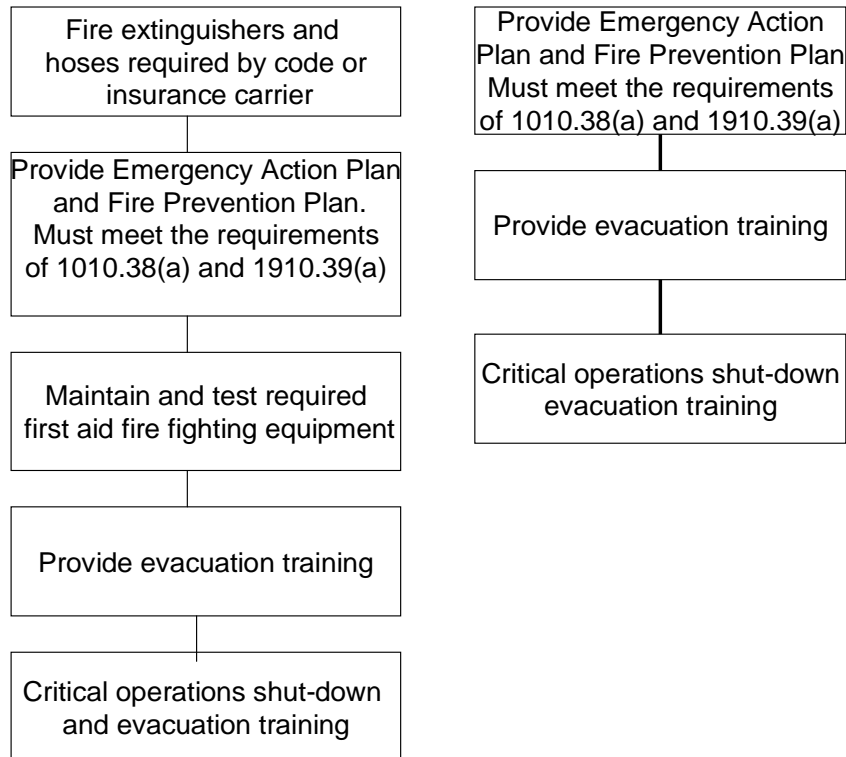 Fire extinguishers and
hoses required by code or
insurance carrier
Provide Emergency Action Plan
and Fire Prevention Plan.
Must meet the requirements
of 1010.38(a) and 1910.39(a)
Maintain and test required
first aid fire fighting equipment
Provide evacuation training
Critical operations shut-down
and evacuation training
Provide Emergency Action
Plan and Fire Prevention Plan
Must meet the requirements
of 1010.38(a) and 1910.39(a)
Provide evacuation training
Critical operations shut-down
evacuation training